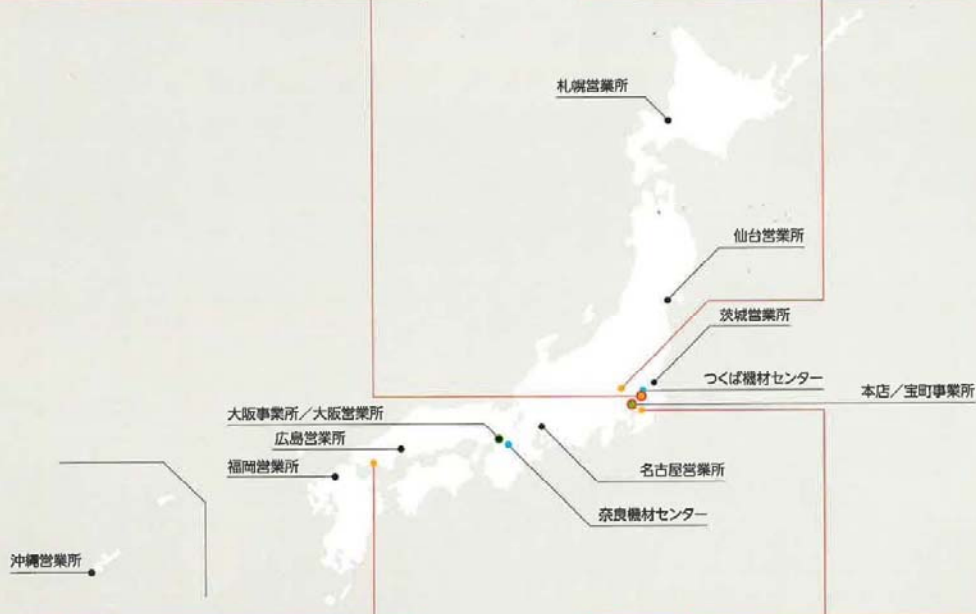 札幌営業所
仙台営業所
茨城営業所
つくば機材センター
本店／宝町事業所
大阪事業所／大阪営業所
広島営業所
福岡営業所
名古屋営業所
奈良機材センター
沖縄営業所